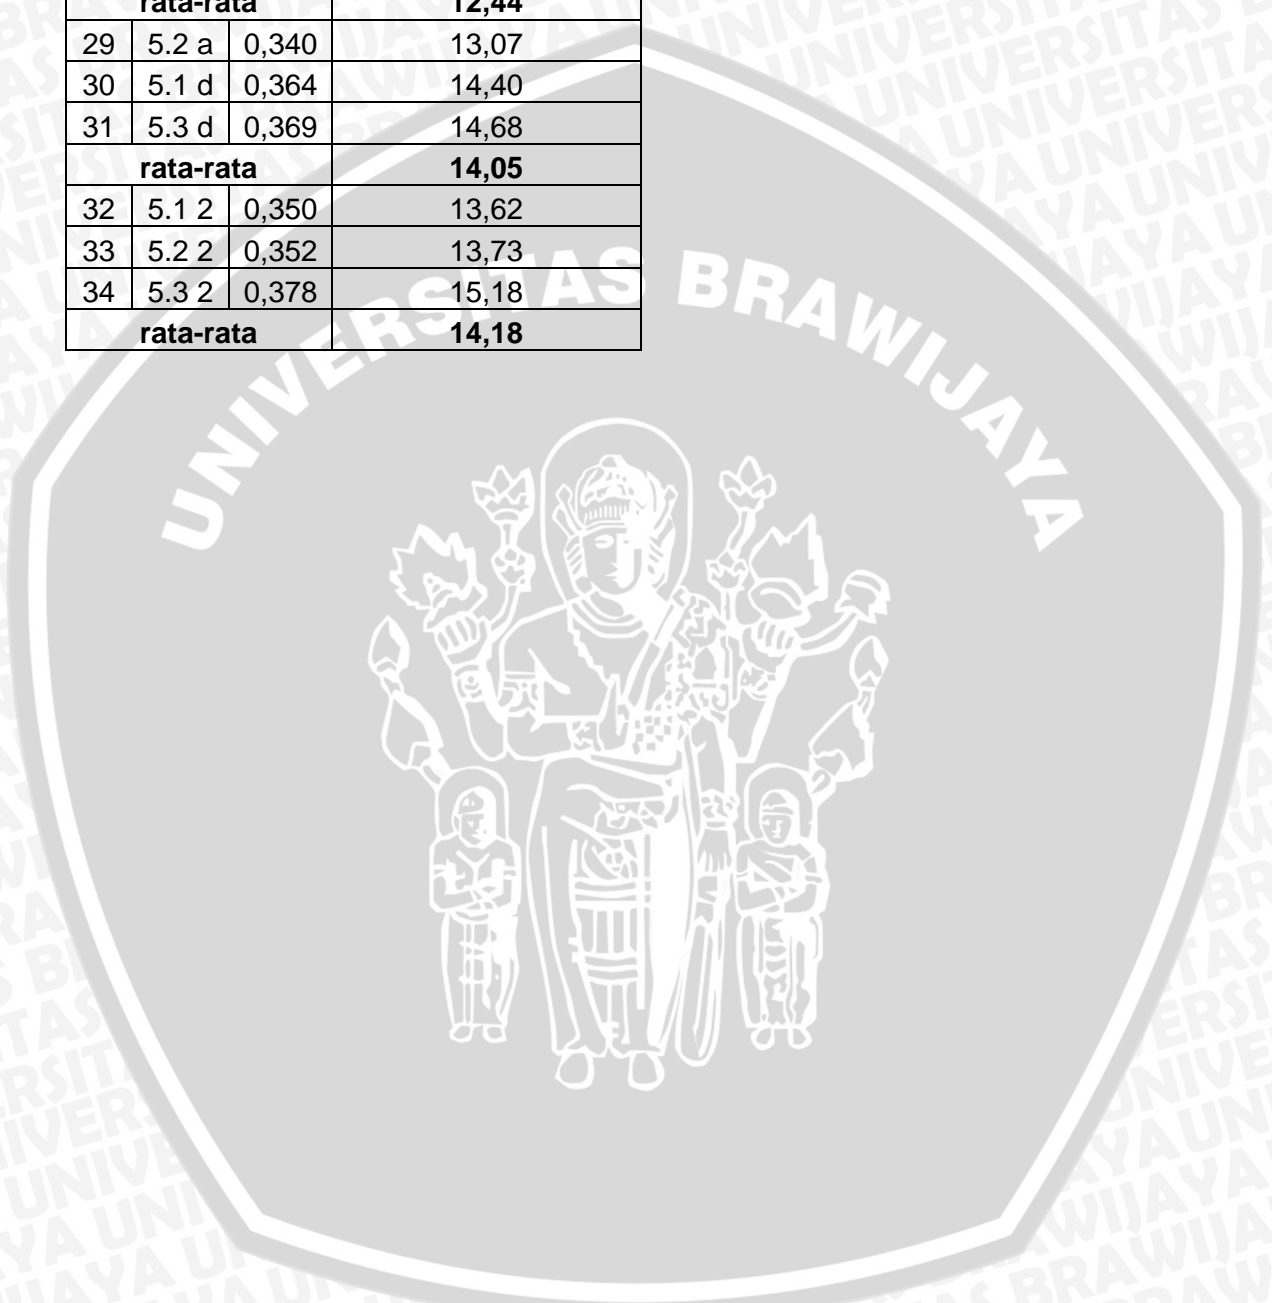 rata-rata 12,44
29 5.2 a 0,340 13,07
30 5.1 d 0,364 14,40
31 5.3 d 0,369 14,68
rata-rata 14,05
32 5.1 2 0,350 13,62
33 5.2 2 0,352 13,73
34 5.3 2 0,378 15,18
rata-rata 14,18
UNIVERSITAS BRAWIJAYA